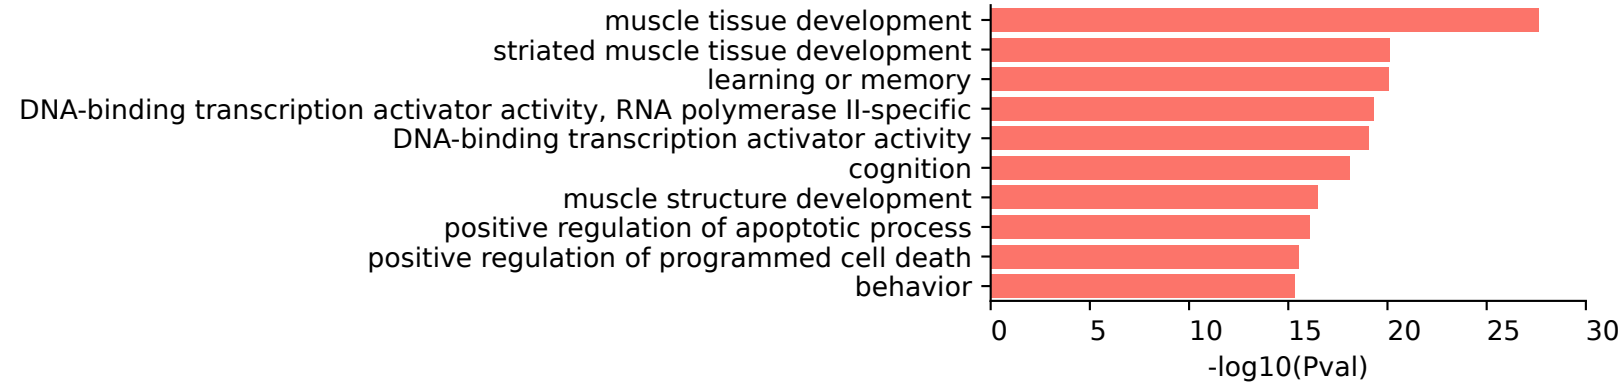 muscle tissue development
striated muscle tissue development
learning or memory
DNA-binding transcription activator activity, RNA polymerase II-specific
DNA-binding transcription activator activity
cognition
muscle structure development
positive regulation of apoptotic process
positive regulation of programmed cell death
behavior
0 5 10 15 20 25 30
-log10(Pval)